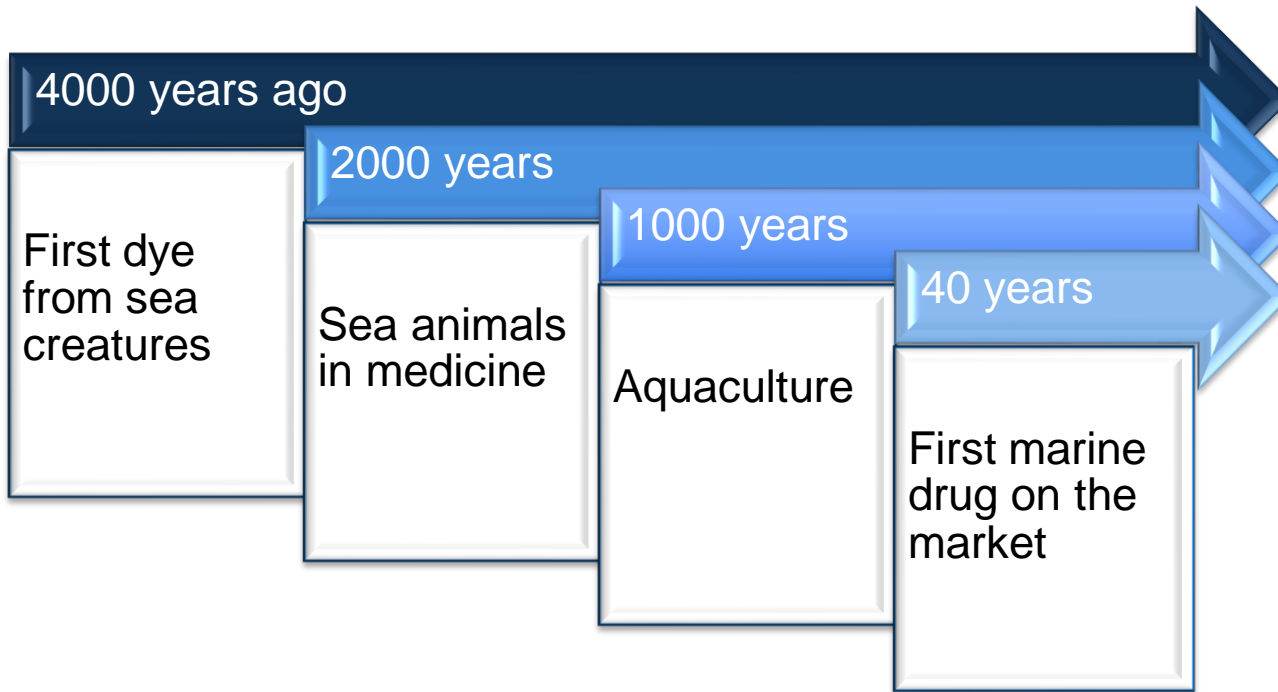 4000 years ago
First dye
from sea
creatures
2000 years
Sea animals
in medicine
1000 years
Aquaculture
40 years
First marine
drug on the
market